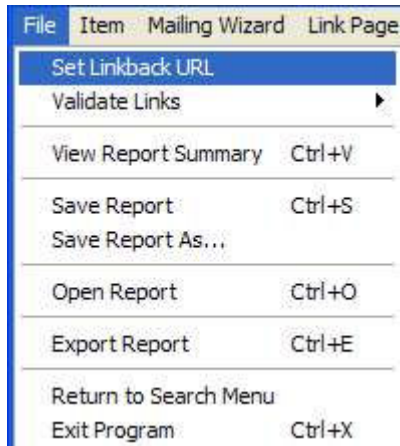 File Item Mailing Wizard Link Page
Set Linkback URL
Validate Links
View Report Summary Ctrl+V
Save Report Ctrl+S
Save Report As...
Open Report Ctrl+O
Export Report Ctrl+E
Return to Search Menu
Exit Program Ctrl+X